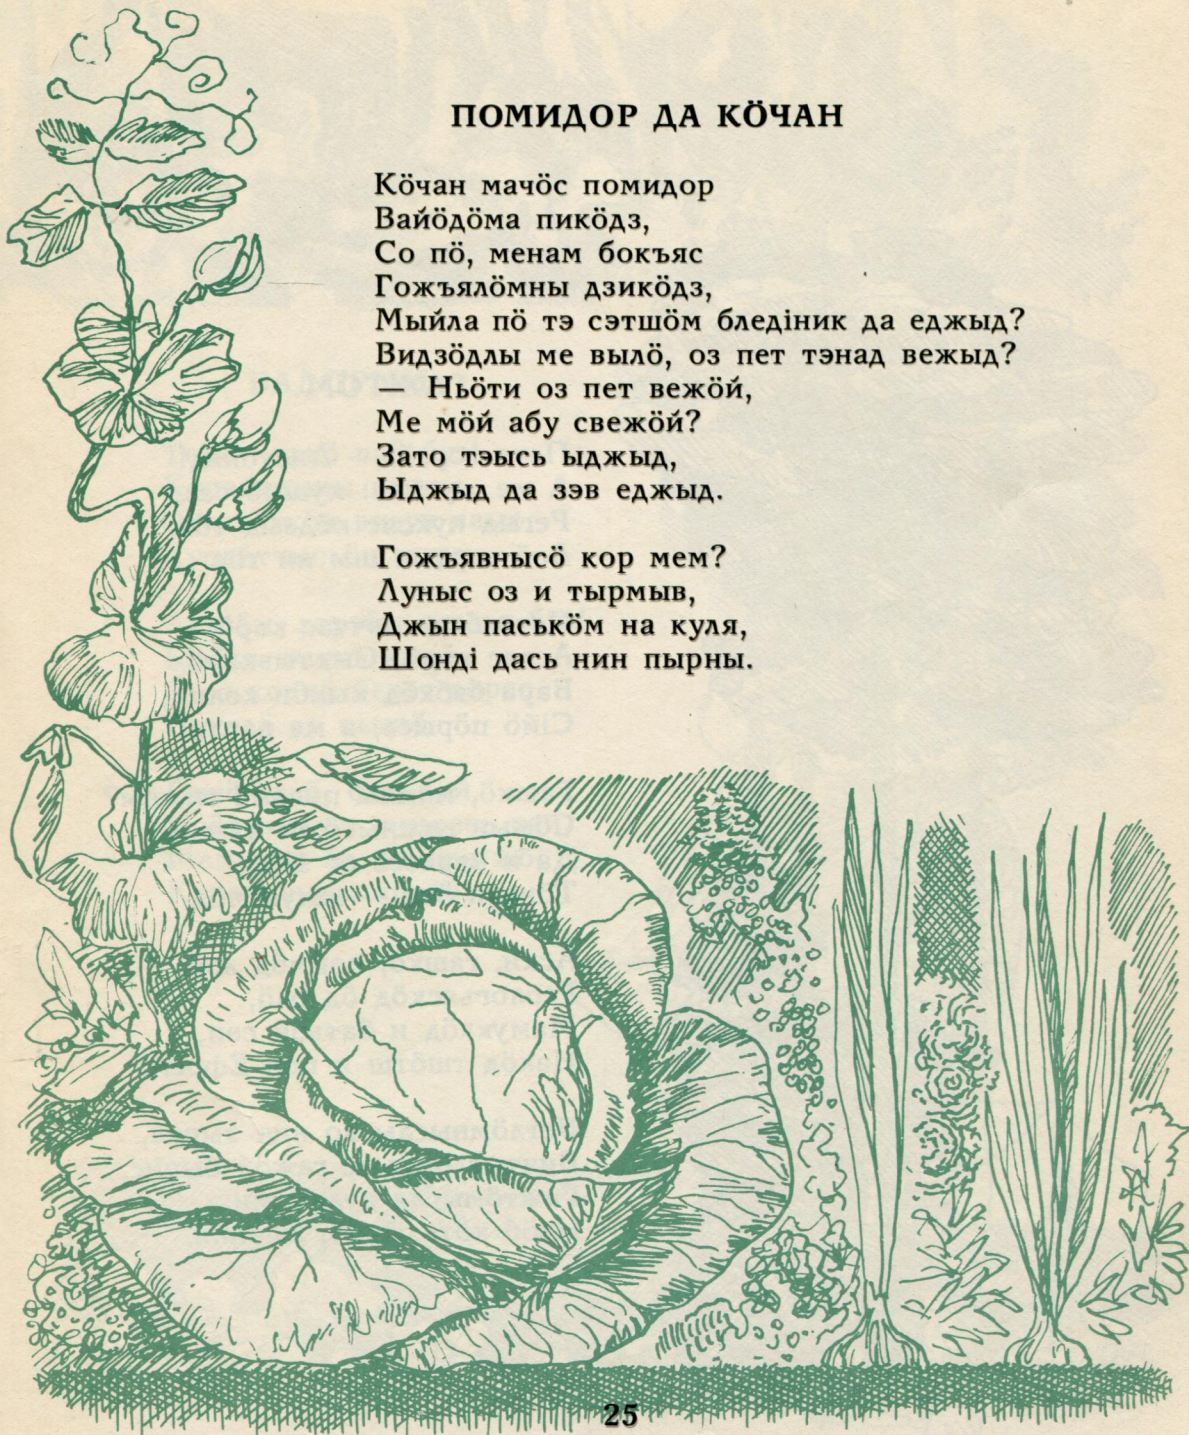 ПОМИДОР ДА КӦЧАН
Кӧчан мачӧс помидор
Вайӧдӧма пикӧдз,
Со пӧ, менам бокъяс
Гожъялӧмны дзикӧдз,
Мыйла пӧ тэ сэтшӧм бледіник да еджыд?
Видзӧдлы ме вылӧ, оз пет тэнад вежыд?
— Ньӧти оз пет вежӧй,
Ме мӧй абу свежӧй?
Зато тэысь ыджыд,
Ыджыд да зэв еджыд.
Гожъявнысӧ кор мем?
Луныс оз и тырмыв,
Джын паськӧм на куля,
Шонді дась нин пырны.
25